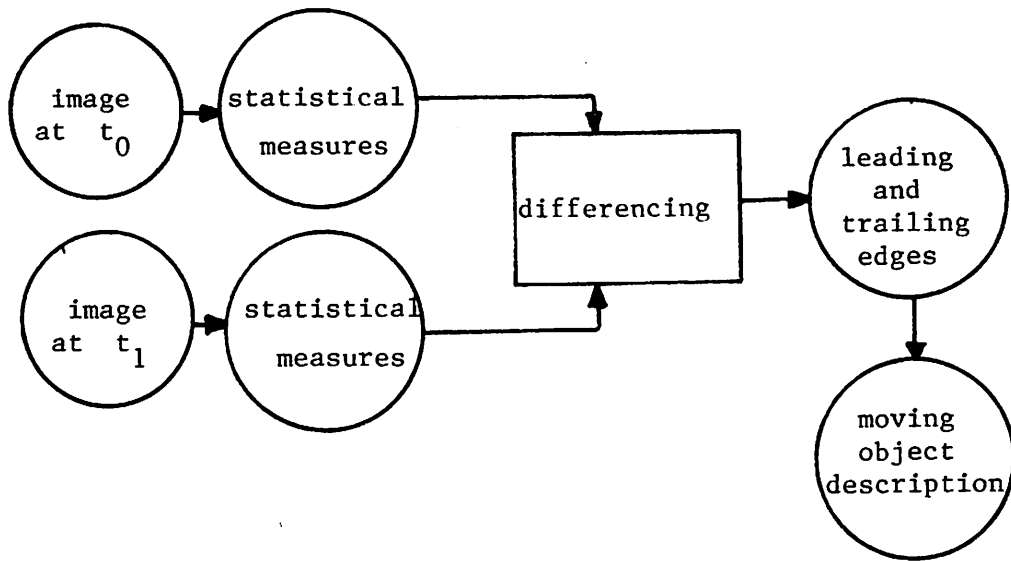 image
at t₀
statistical
measures
differencing
leading
and
trailing
edges
image
at t₁
statistical
measures
moving
object
description